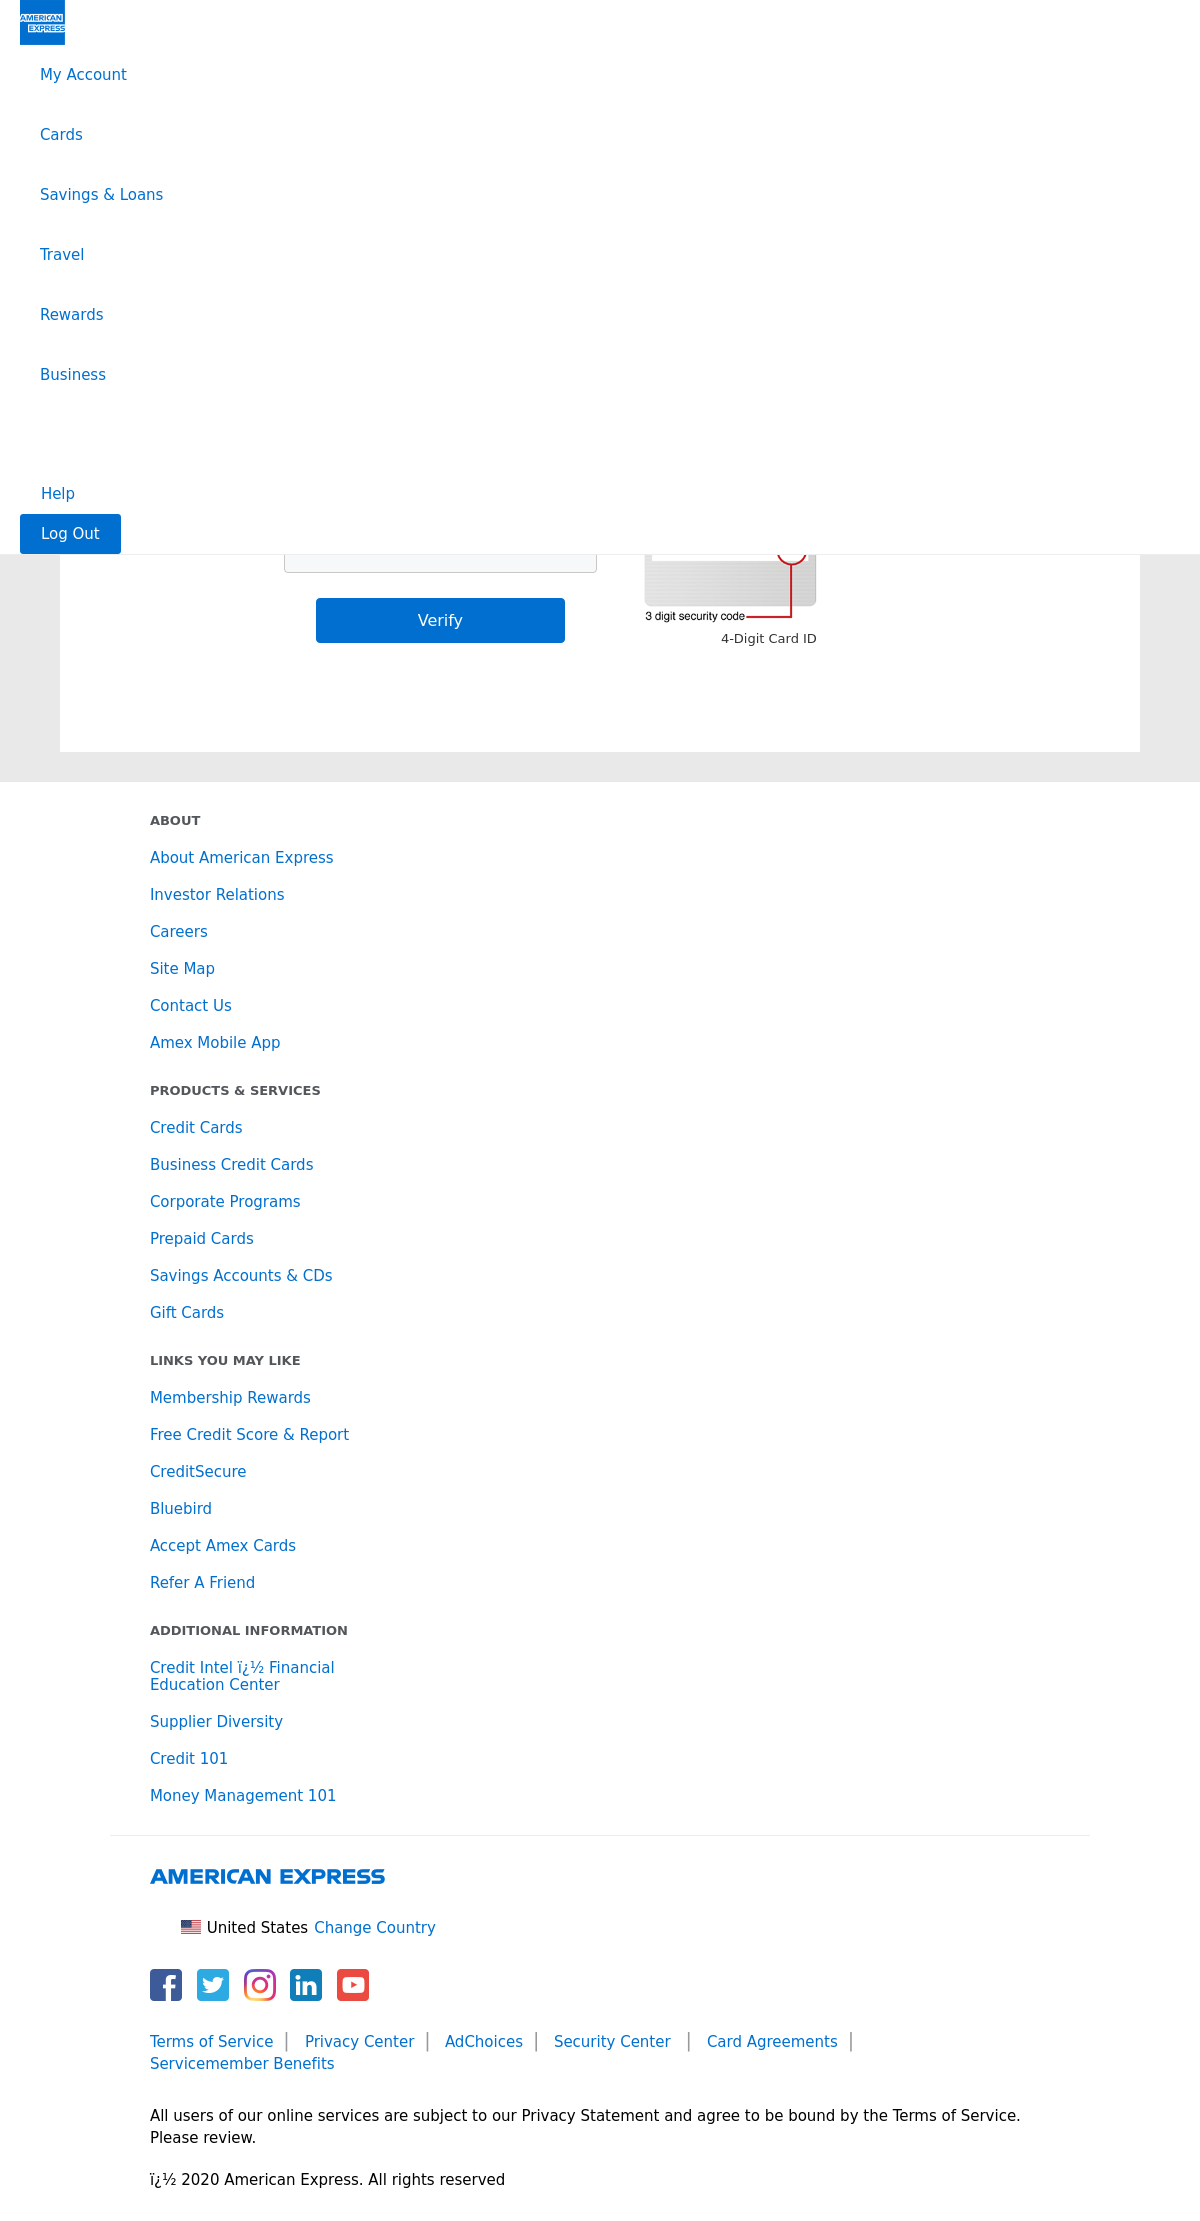 AMERICAN
EXPRESS
My Account
Cards
Savings & Loans
Travel
Rewards
Business
Help
Log Out
Verify
3 digit security code
4-Digit Card ID
ABOUT
About American Express
Investor Relations
Careers
Site Map
Contact Us
Amex Mobile App
PRODUCTS & SERVICES
Credit Cards
Business Credit Cards
Corporate Programs
Prepaid Cards
Savings Accounts & CDs
Gift Cards
LINKS YOU MAY LIKE
Membership Rewards
Free Credit Score & Report
CreditSecure
Bluebird
Accept Amex Cards
Refer A Friend
ADDITIONAL INFORMATION
Credit Intel ï¿½ Financial
Education Center
Supplier Diversity
Credit 101
Money Management 101
AMERICAN EXPRESS
United States Change Country
Terms of Service | Privacy Center | AdChoices | Security Center | Card Agreements |
Servicemember Benefits
All users of our online services are subject to our Privacy Statement and agree to be bound by the Terms of Service.
Please review.
ï¿½ 2020 American Express. All rights reserved